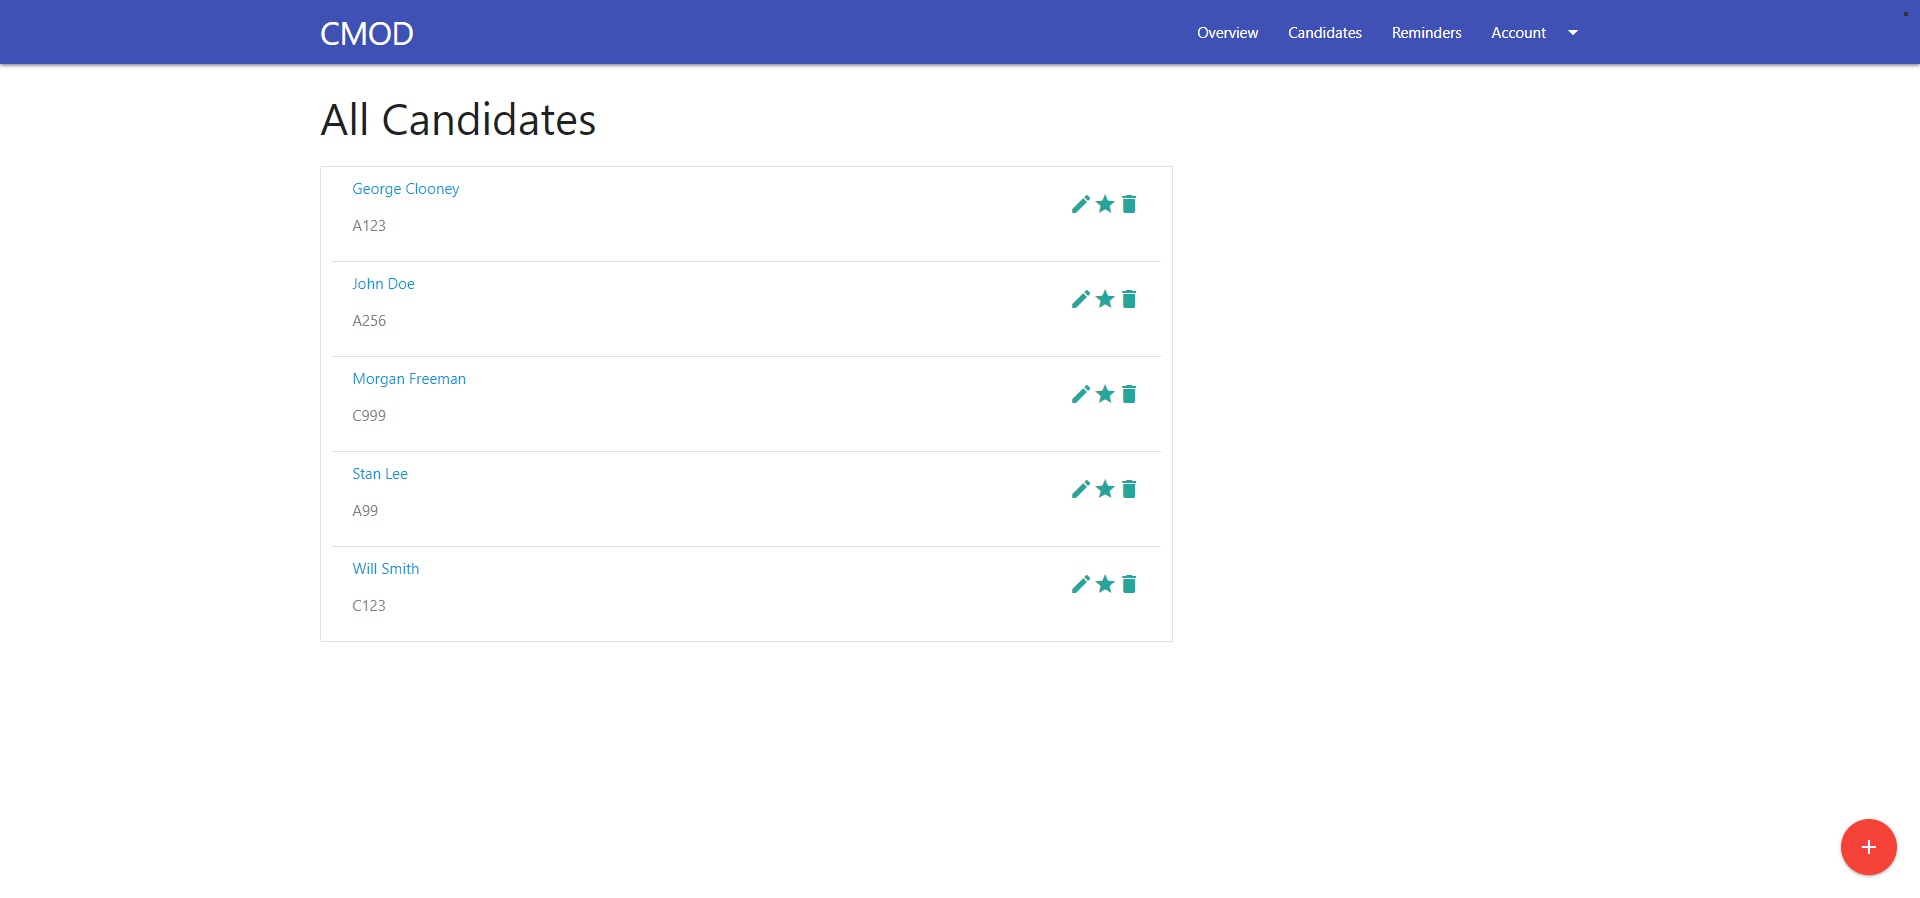 CMOD
Overview Candidates Reminders Account
All Candidates
George Clooney
A123
John Doe
A256
Morgan Freeman
C999
Stan Lee
A99
Will Smith
C123